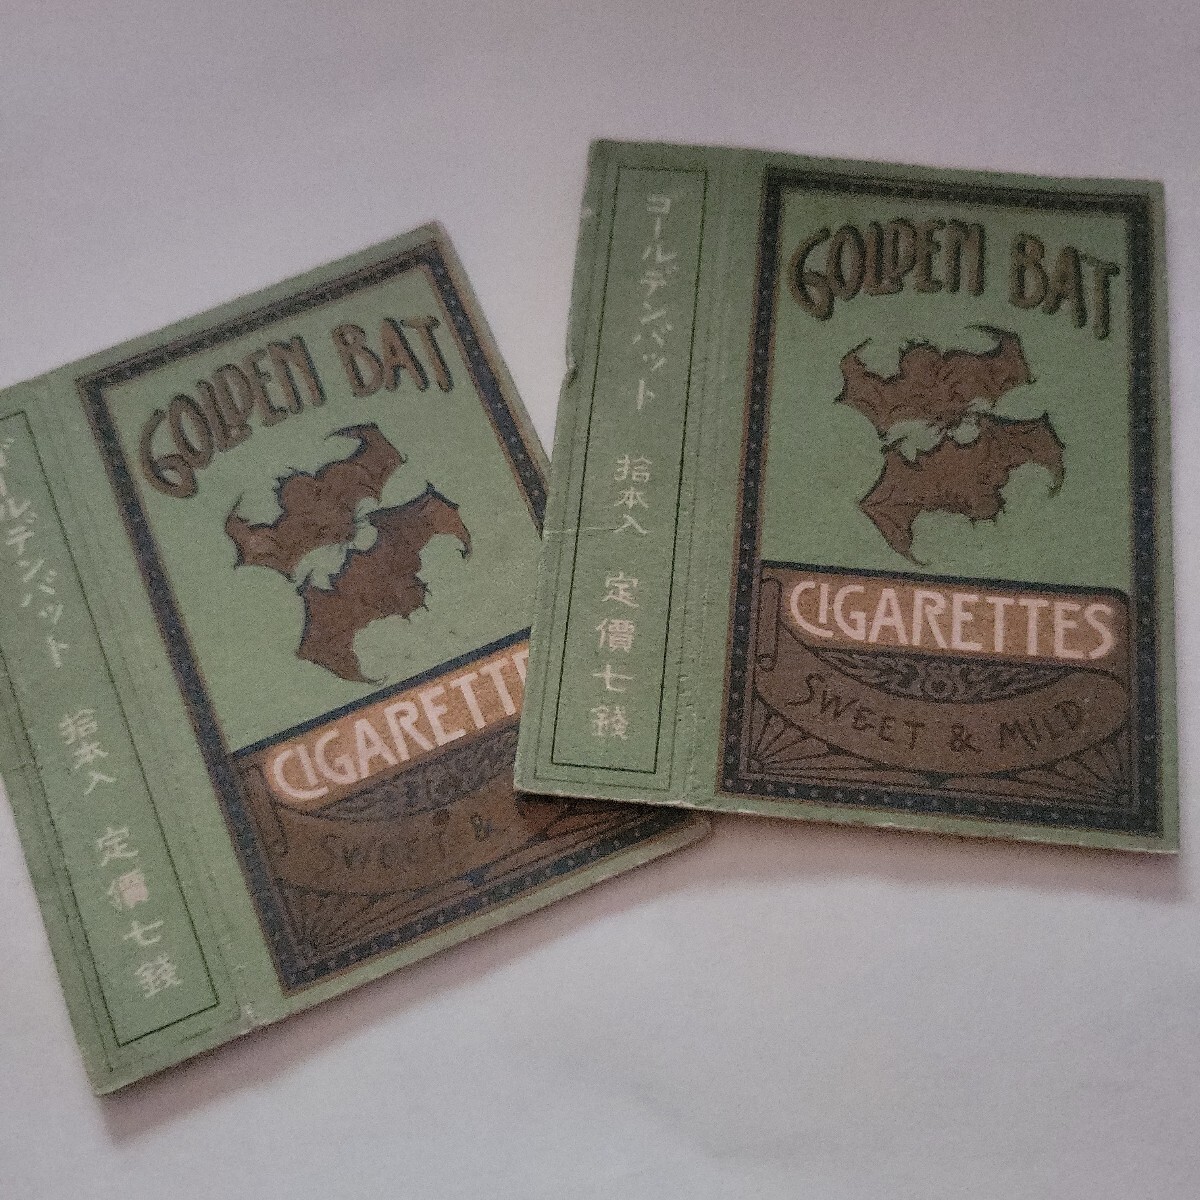 ゴールデンバット 拾本入 定價七錢
GOLDEN BAT
CIGARETTES
SWEET &
ゴールデンバット 拾本入 定價七錢
GOLDEN BAT
CIGARETTES
SWEET & MILD